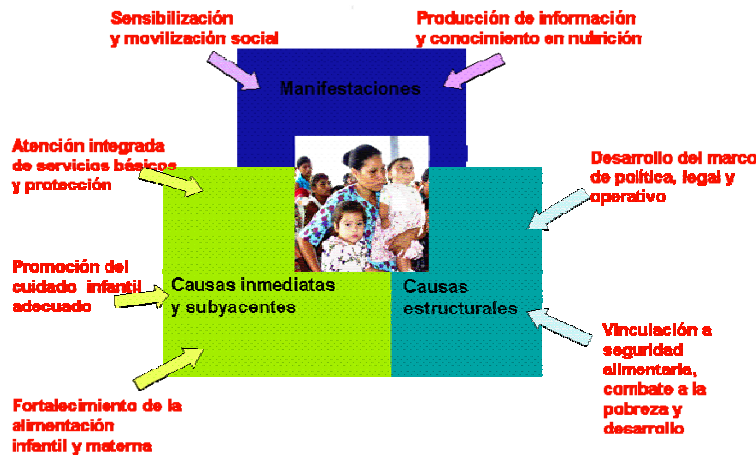 Sensibilización
y movilización social
Producción de información
y conocimiento en nutrición
Manifestaciones
Atención integrada
de servicios básicos
y protección
Desarrollo del marco
de política, legal y
operativo
Promoción del
cuidado infantil
adecuado
Causas inmediatas
y subyacentes
Causas
estructurales
Vinculación a
seguridad
alimentaria,
combate a la
pobreza y
desarrollo
Fortalecimiento de la
alimentación
infantil y materna